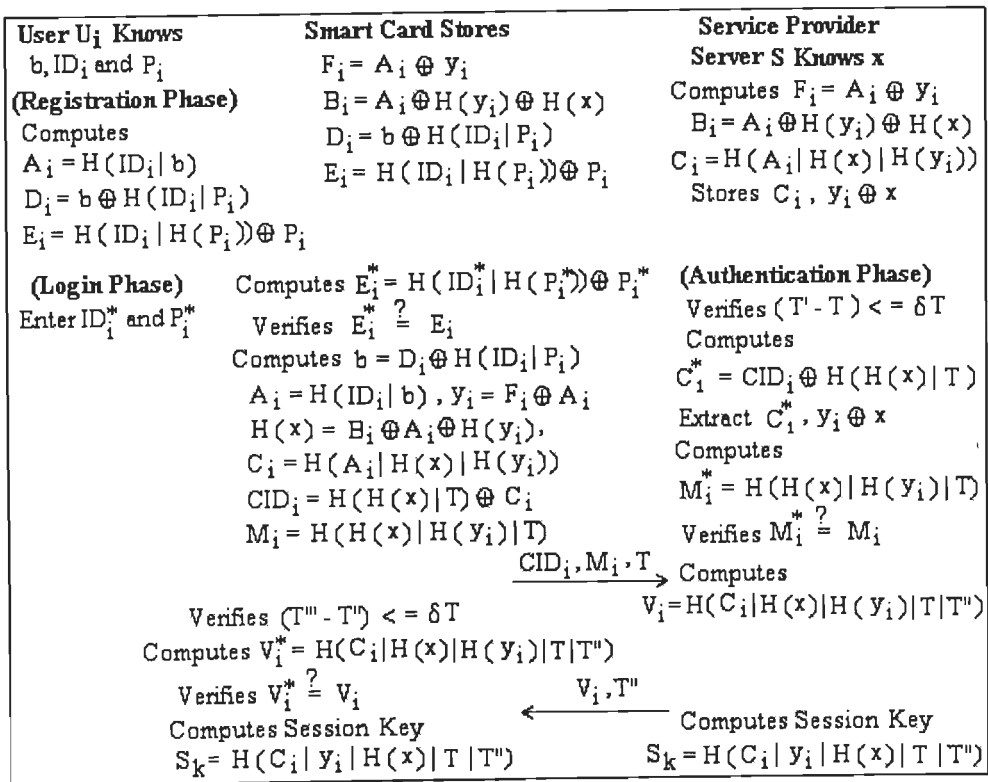 User Ui Knows
b, IDi and Pi
(Registration Phase)
Computes
Ai = H(IDi | b)
Di = b ⊕ H(IDi | Pi)
Ei = H(IDi | H(Pi)) ⊕ Pi
Smart Card Stores
Fi = Ai ⊕ yi
Bi = Ai ⊕ H(yi) ⊕ H(x)
Di = b ⊕ H(IDi | Pi)
Ei = H(IDi | H(Pi)) ⊕ Pi
Service Provider
Server S Knows x
Computes Fi = Ai ⊕ yi
Bi = Ai ⊕ H(yi) ⊕ H(x)
Ci = H(Ai | H(x) | H(yi))
Stores Ci, yi ⊕ x
(Login Phase)
Enter IDi* and Pi*
Computes Ei* = H(IDi* | H(Pi*)) ⊕ Pi*
Verifies Ei* ≟ Ei
Computes b = Di ⊕ H(IDi | Pi)
Ai = H(IDi | b), yi = Fi ⊕ Ai
H(x) = Bi ⊕ Ai ⊕ H(yi),
Ci = H(Ai | H(x) | H(yi))
CIDi = H(H(x) | T) ⊕ Ci
Mi = H(H(x) | H(yi) | T)
CIDi, Mi, T
(Authentication Phase)
Verifies (T' - T) < = δT
Computes
Ci* = CIDi ⊕ H(H(x) | T)
Extract Ci*, yi ⊕ x
Computes
Mi* = H(H(x) | H(yi) | T)
Verifies Mi* ≟ Mi
Computes
Vi = H(Ci | H(x) | H(yi) | T | T")
Verifies (T''' - T'') < = δT
Computes Vi* = H(Ci | H(x) | H(yi) | T | T")
Verifies Vi* ≟ Vi
Vi, T"
Computes Session Key
Sk = H(Ci | yi | H(x) | T | T")
Computes Session Key
Sk = H(Ci | yi | H(x) | T | T")